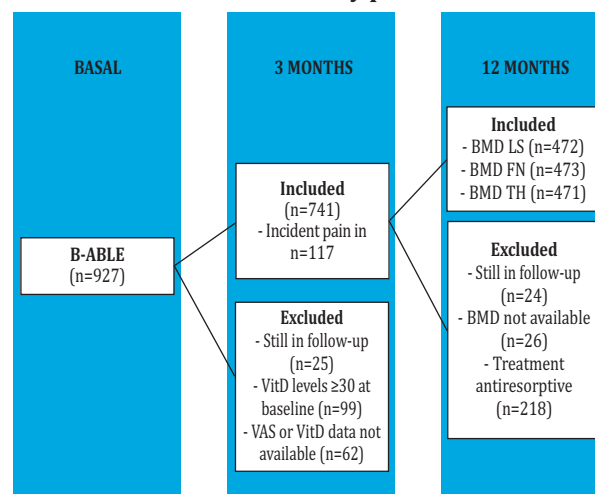 BASAL
B-ABLE
(n=927)
3 MONTHS
Included
(n=741)
- Incident pain in
n=117
Excluded
- Still in follow-up
(n=25)
- VitD levels ≥30 at
baseline (n=99)
- VAS or VitD data not
available (n=62)
12 MONTHS
Included
- BMD LS (n=472)
- BMD FN (n=473)
- BMD TH (n=471)
Excluded
- Still in follow-up
(n=24)
- BMD not available
(n=26)
- Treatment
antiresorptive
(n=218)